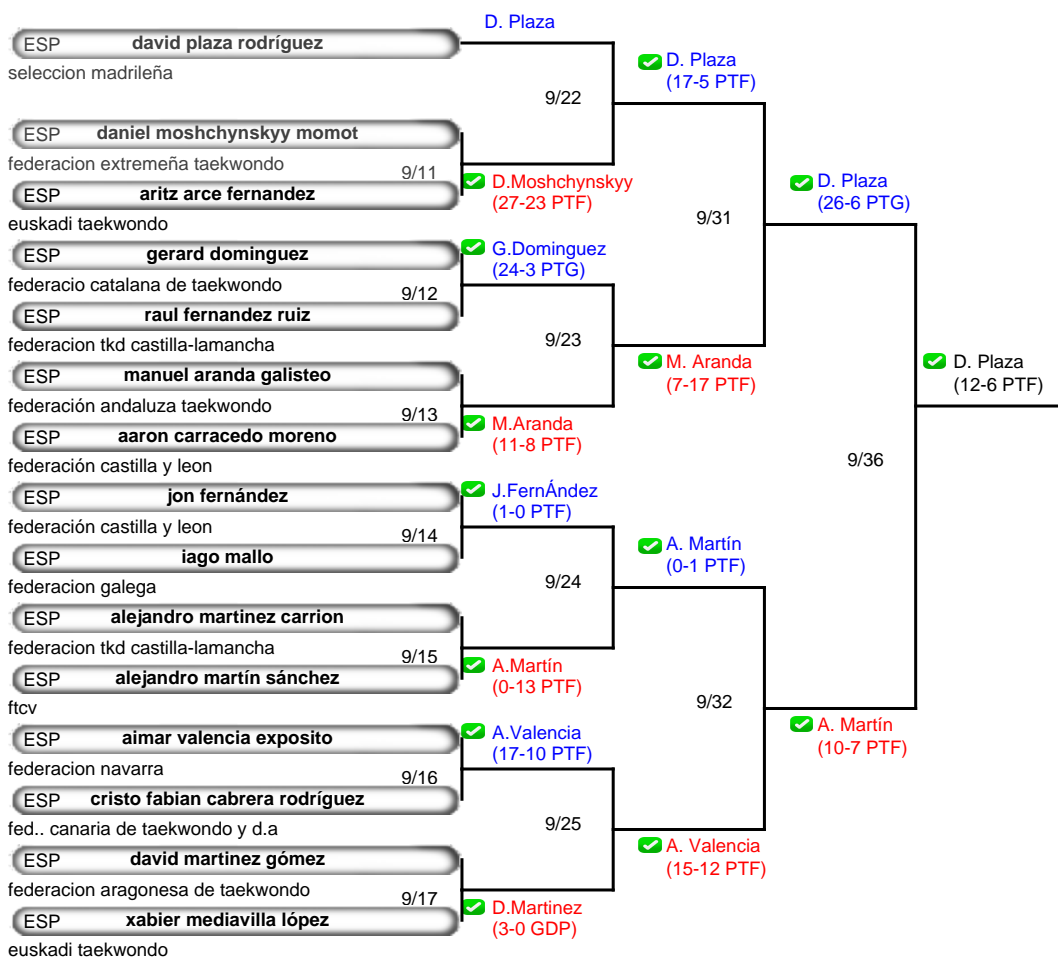 D. Plaza
ESP david plaza rodríguez
seleccion madrileña
D. Plaza
(17-5 PTF)
9/22
ESP daniel moshchynskyy momot
federacion extremeña taekwondo
9/11
ESP aritz arce fernandez
D.Moshchynskyy
(27-23 PTF)
D. Plaza
(26-6 PTG)
euskadi taekwondo
9/31
ESP gerard dominguez
G.Dominguez
(24-3 PTG)
federacio catalana de taekwondo
9/12
ESP raul fernandez ruiz
federacion tkd castilla-lamancha
9/23
ESP manuel aranda galisteo
M. Aranda
(7-17 PTF)
D. Plaza
(12-6 PTF)
federación andaluza taekwondo
9/13
ESP aaron carracedo moreno
M.Aranda
(11-8 PTF)
federación castilla y leon
9/36
ESP jon fernández
J.FernÁndez
(1-0 PTF)
federación castilla y leon
9/14
ESP iago mallo
A. Martín
(0-1 PTF)
federacion galega
9/24
ESP alejandro martinez carrion
federacion tkd castilla-lamancha
9/15
ESP alejandro martín sánchez
A.Martín
(0-13 PTF)
ftcv
9/32
ESP aimar valencia exposito
A.Valencia
(17-10 PTF)
A. Martín
(10-7 PTF)
federacion navarra
9/16
ESP cristo fabian cabrera rodríguez
fed.. canaria de taekwondo y d.a
9/25
ESP david martinez gómez
A. Valencia
(15-12 PTF)
federacion aragonesa de taekwondo
9/17
ESP xabier mediavilla lópez
D.Martinez
(3-0 GDP)
euskadi taekwondo